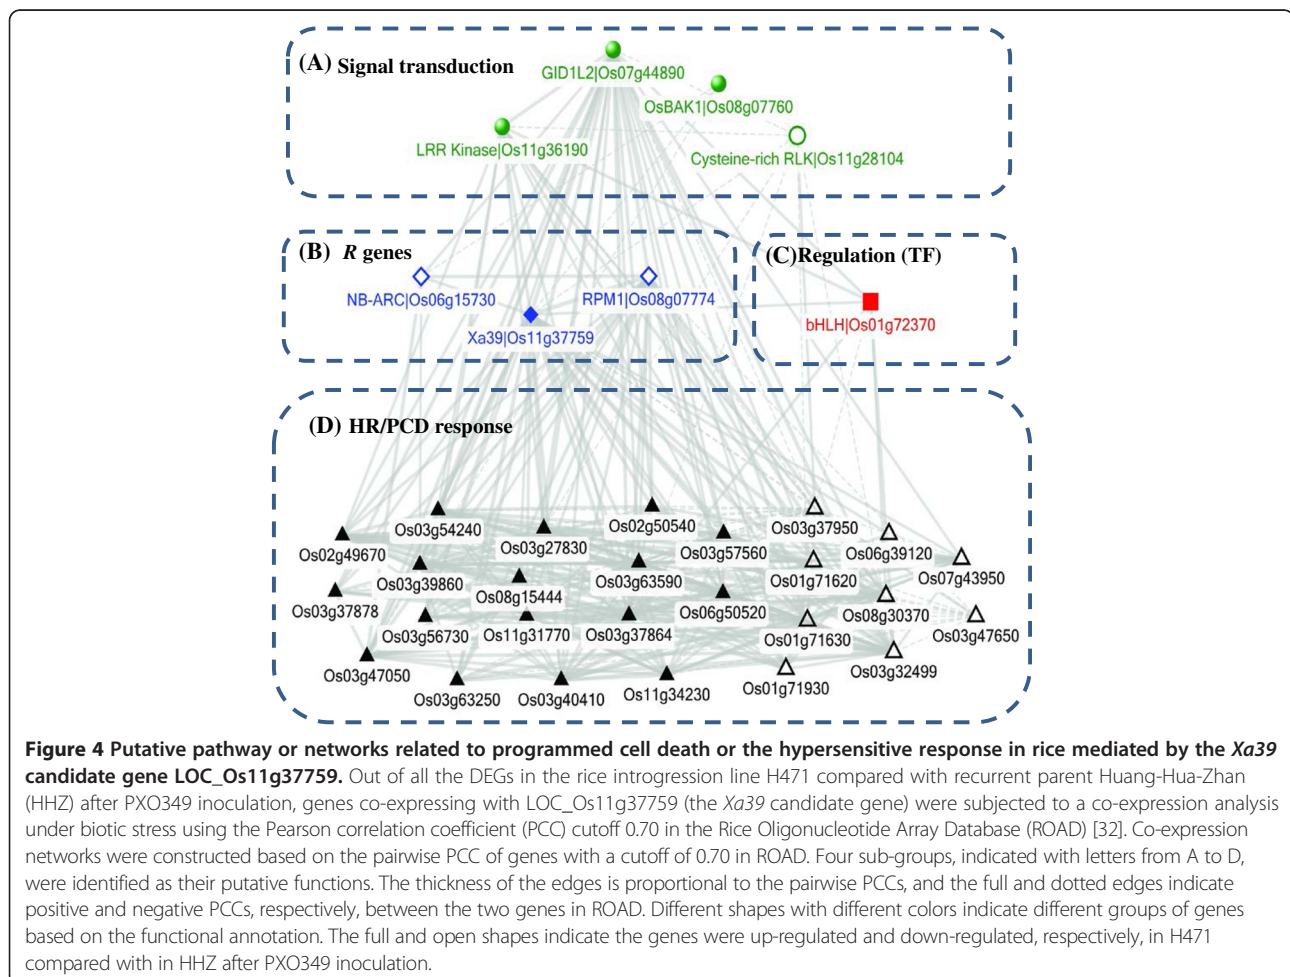 (A) Signal transduction
GID1L2|Os07g44890
OsBAK1|Os08g07760
LRR Kinase|Os11g36190
Cysteine-rich RLK|Os11g28104
(B) R genes
NB-ARC|Os06g15730
RPM1|Os08g07774
Xa39|Os11g37759
(C)Regulation (TF)
bHLH|Os01g72370
(D) HR/PCD response
Os03g54240
Os02g50540
Os03g37950
Os02g49670
Os03g27830
Os03g57560
Os06g39120
Os07g43950
Os03g39860
Os08g15444
Os03g63590
Os01g71620
Os03g37878
Os06g50520
Os08g30370
Os03g47650
Os03g56730
Os11g31770
Os03g37864
Os01g71630
Os03g47050
Os03g63250
Os03g40410
Os11g34230
Os01g71930
Os03g32499
Figure 4 Putative pathway or networks related to programmed cell death or the hypersensitive response in rice mediated by the Xa39
candidate gene LOC_Os11g37759. Out of all the DEGs in the rice introgression line H471 compared with recurrent parent Huang-Hua-Zhan
(HHZ) after PXO349 inoculation, genes co-expressing with LOC_Os11g37759 (the Xa39 candidate gene) were subjected to a co-expression analysis
under biotic stress using the Pearson correlation coefficient (PCC) cutoff 0.70 in the Rice Oligonucleotide Array Database (ROAD) [32]. Co-expression
networks were constructed based on the pairwise PCC of genes with a cutoff of 0.70 in ROAD. Four sub-groups, indicated with letters from A to D,
were identified as their putative functions. The thickness of the edges is proportional to the pairwise PCCs, and the full and dotted edges indicate
positive and negative PCCs, respectively, between the two genes in ROAD. Different shapes with different colors indicate different groups of genes
based on the functional annotation. The full and open shapes indicate the genes were up-regulated and down-regulated, respectively, in H471
compared with in HHZ after PXO349 inoculation.